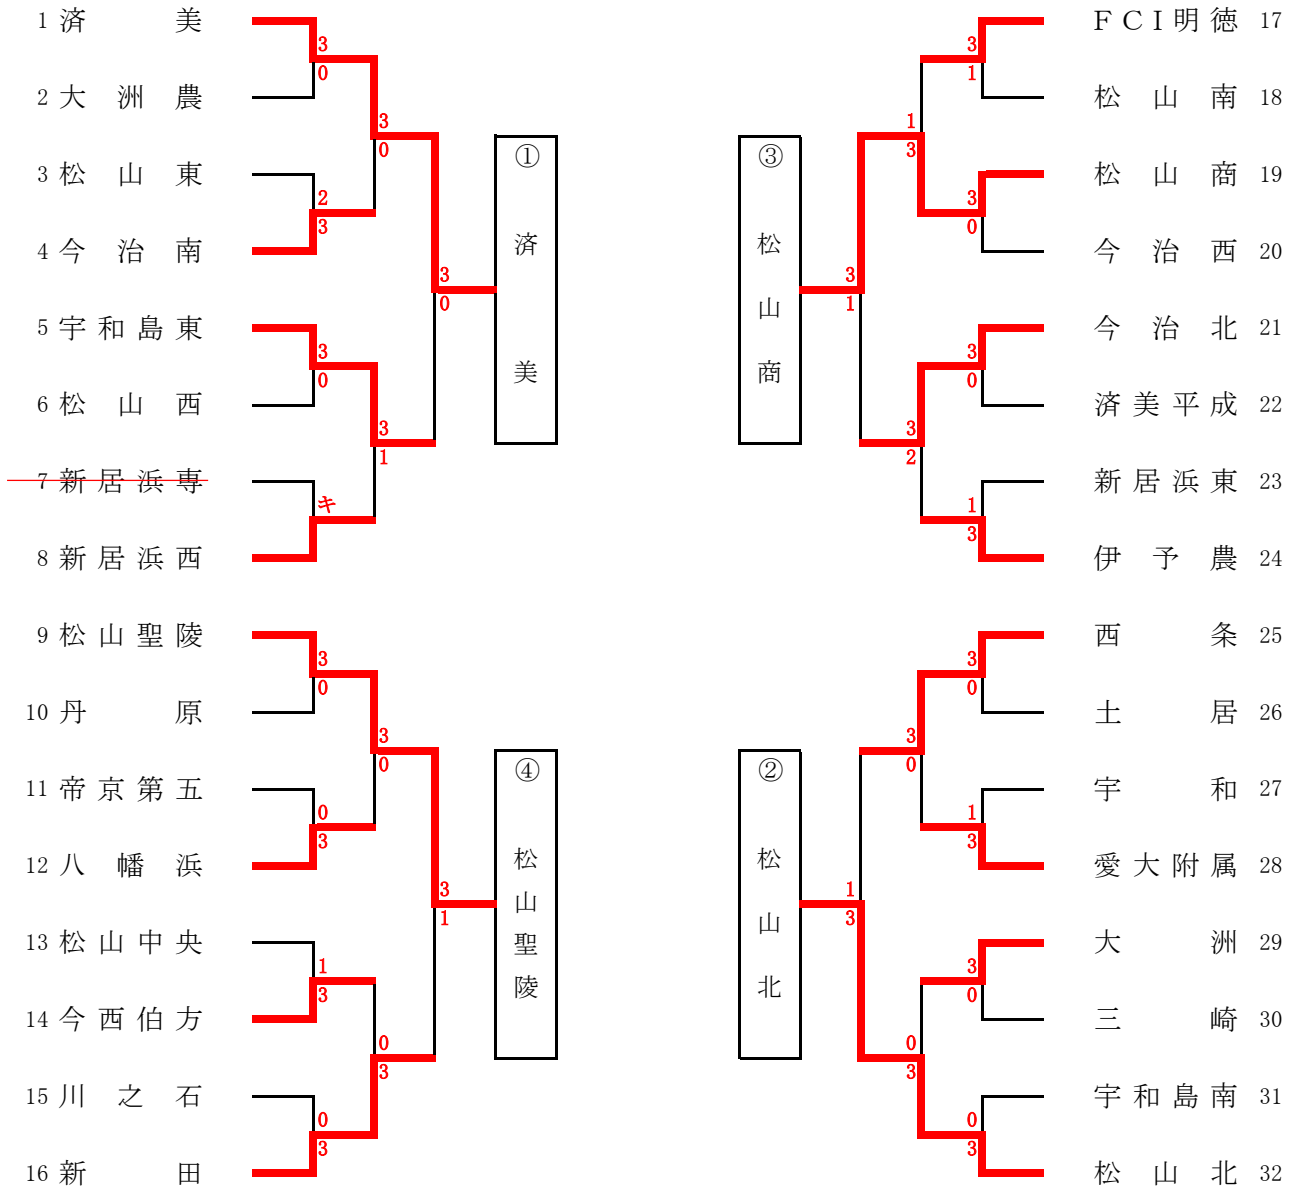 1 済美
2 大洲農
3 松山東
4 今治南
5 宇和島東
6 松山西
7 新居浜専
8 新居浜西
9 松山聖陵
10 丹原
11 帝京第五
12 八幡浜
13 松山中央
14 今西伯方
15 川之石
16 新田
3
0
2
3
3
0
キ
3
0
0
3
1
3
0
3
3
0
3
1
3
0
0
3
3
0
3
1
① 済美
④ 松山聖陵
③ 松山商
② 松山北
3
1
1
3
1
3
3
2
3
0
0
3
3
1
3
0
3
0
1
3
3
0
1
3
3
0
0
3
FCI明徳 17
松山南 18
松山商 19
今治西 20
今治北 21
済美平成 22
新居浜東 23
伊予農 24
西条 25
土居 26
宇和 27
愛大附属 28
大洲 29
三崎 30
宇和島南 31
松山北 32